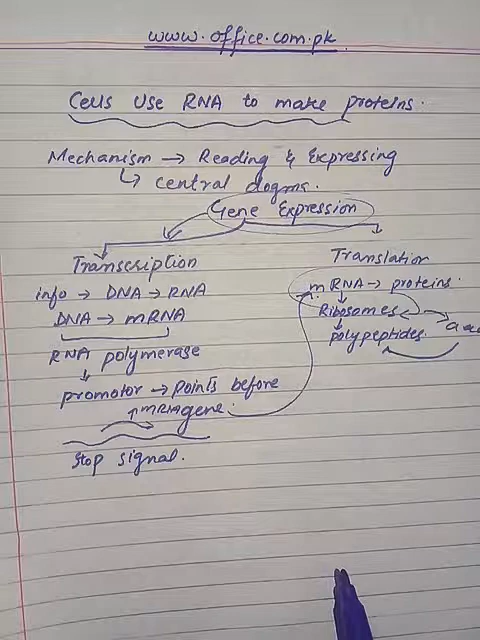 www.office.com.pk
Cells Use RNA to make proteins.
Mechanism → Reading & Expressing
↳ central dogma.
Gene Expression
Transcription
info → DNA → RNA
DNA → mRNA
RNA polymerase
promotor → points before
↑ mRNA gene.
Stop signal.
Translation
mRNA → proteins.
Ribosomes
polypeptides.